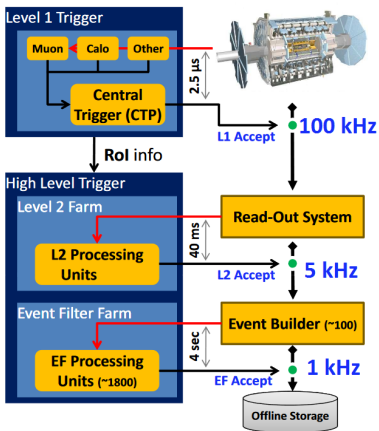 Level 1 Trigger
Muon
Calo
Other
2.5 µs
Central
Trigger (CTP)
L1 Accept
100 kHz
RoI info
High Level Trigger
Level 2 Farm
Read-Out System
40 ms
L2 Processing
Units
L2 Accept
5 kHz
Event Filter Farm
Event Builder (~100)
4 sec
EF Processing
Units (~1800)
EF Accept
1 kHz
Offline Storage